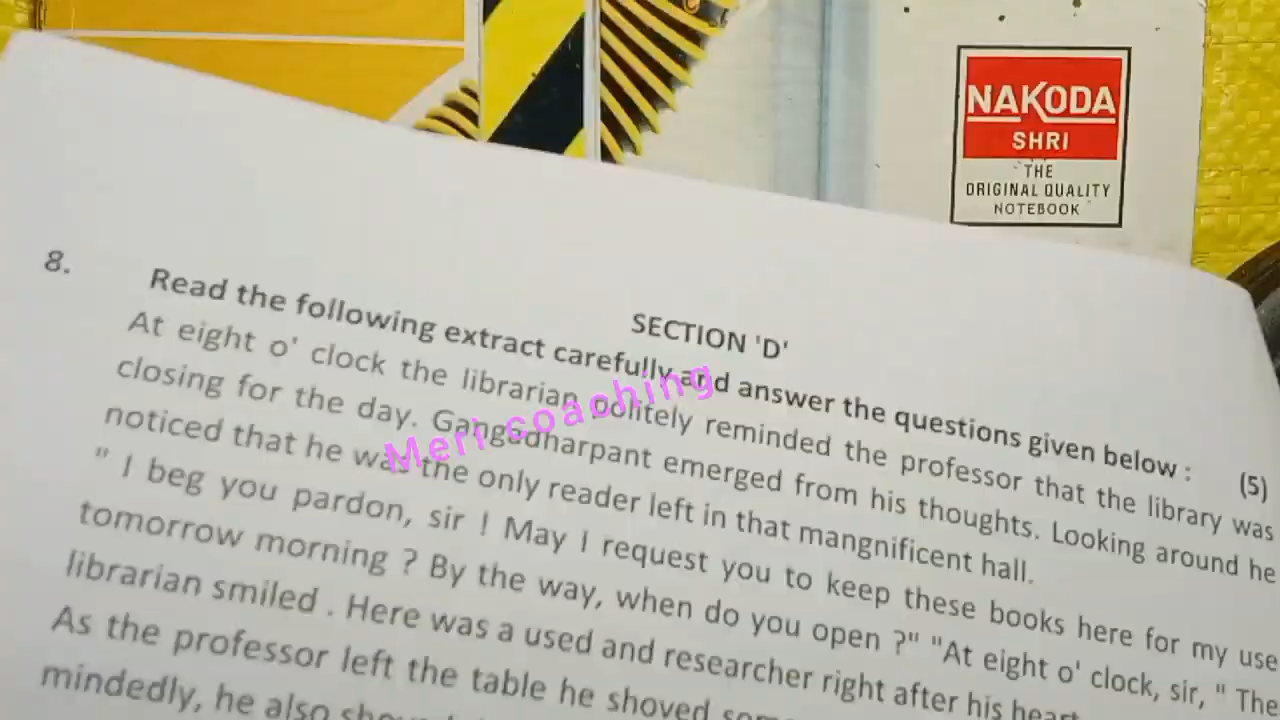 NAKODA
SHRI
THE
ORIGINAL QUALITY
NOTEBOOK
SECTION 'D'
8. Read the following extract carefully and answer the questions given below : (5)
At eight o' clock the librarian politely reminded the professor that the library was
closing for the day. Gangadharpant emerged from his thoughts. Looking around he
noticed that he was the only reader left in that mangnificent hall.
" I beg you pardon, sir ! May I request you to keep these books here for my use
tomorrow morning ? By the way, when do you open ?" "At eight o' clock, sir, " The
librarian smiled . Here was a used and researcher right after his heart
As the professor left the table he shoved
mindedly, he also
Meri coaching